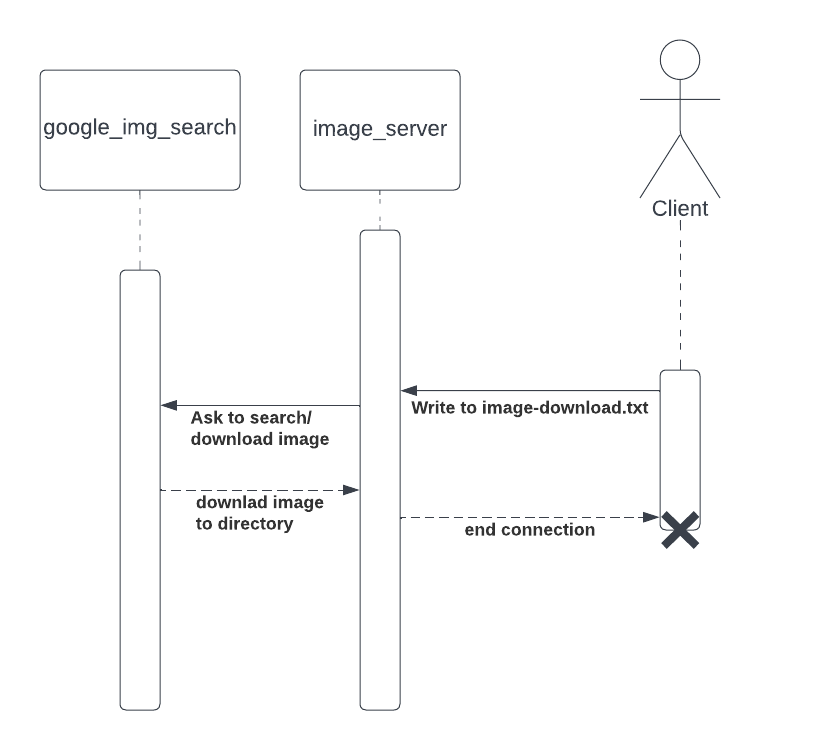 google_img_search
image_server
Client
Write to image-download.txt
Ask to search/
download image
downlad image
to directory
end connection